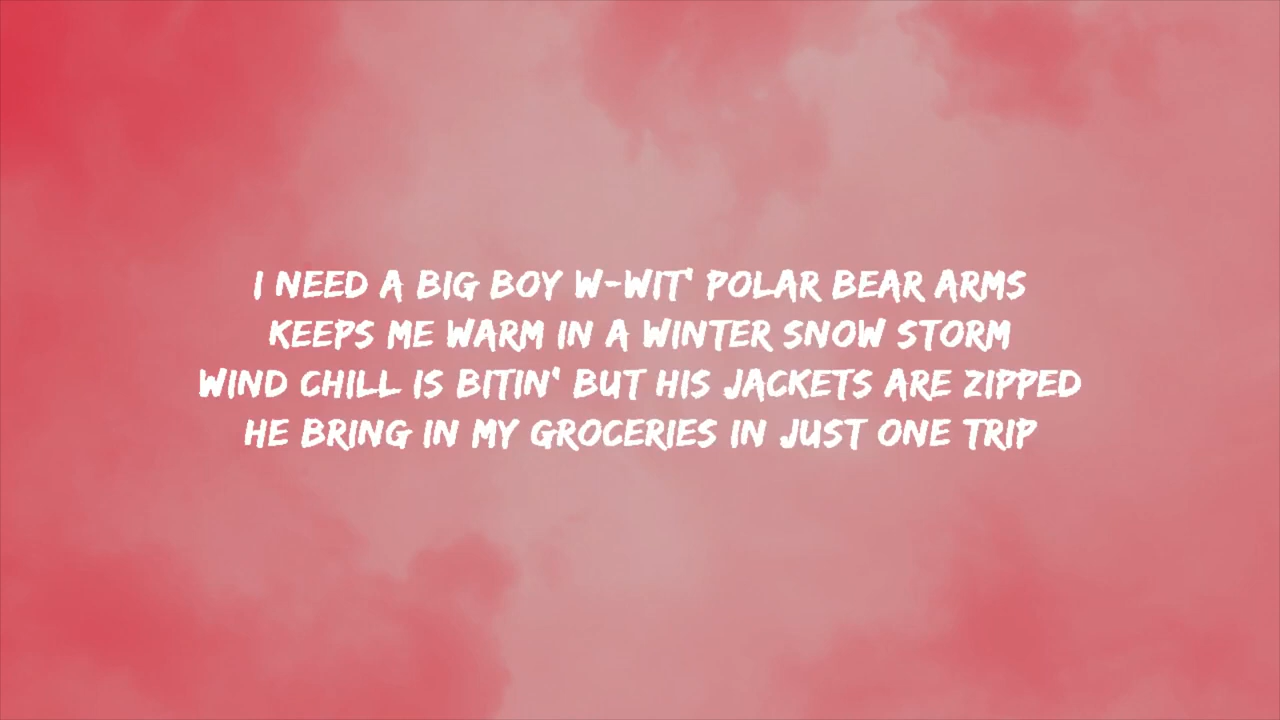 I NEED A BIG BOY W-WIT' POLAR BEAR ARMS
KEEPS ME WARM IN A WINTER SNOW STORM
WIND CHILL IS BITIN' BUT HIS JACKETS ARE ZIPPED
HE BRING IN MY GROCERIES IN JUST ONE TRIP